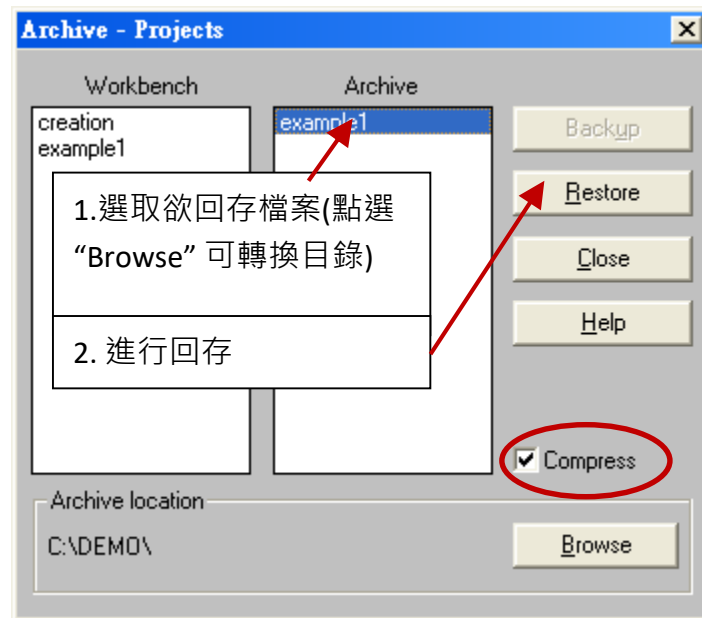 Archive - Projects
Workbench
Archive
creation
example1
example1
Backup
Restore
Close
Help
1.選取欲回存檔案(點選
“Browse” 可轉換目錄)
2. 進行回存
Compress
Archive location
C:\DEMO\
Browse